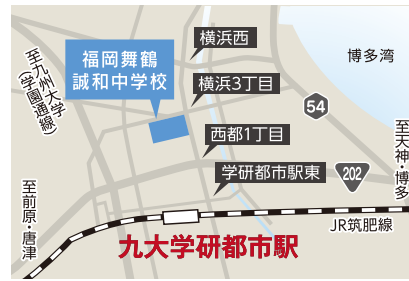 横浜西
福岡舞鶴
誠和中学校
博多湾
至九州大学
(学園通線)
横浜3丁目
54
西都1丁目
至天神・博多
学研都市駅東
202
至前原・唐津
JR筑肥線
九大学研都市駅